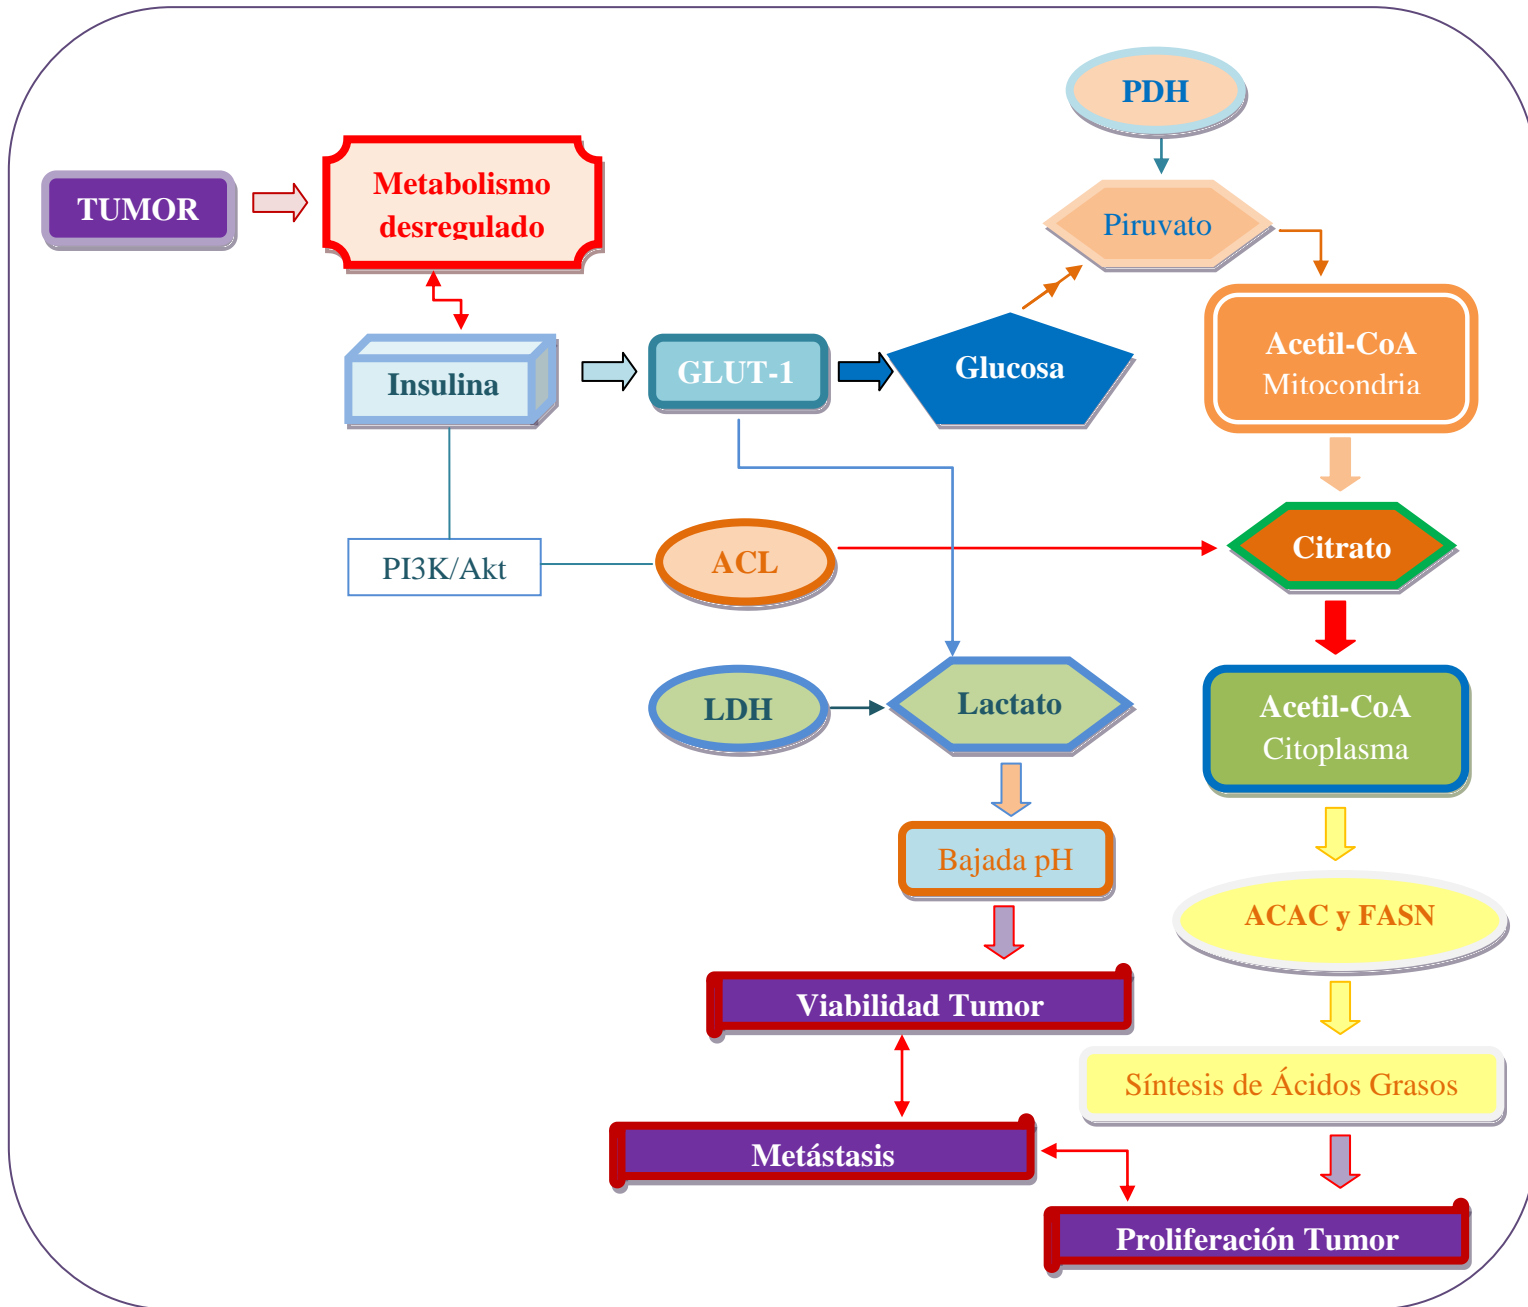 PDH
TUMOR
Metabolismo
desregulado
Piruvato
Insulina
GLUT-1
Glucosa
Acetil-CoA
Mitocondria
PI3K/Akt
ACL
Citrato
LDH
Lactato
Acetil-CoA
Citoplasma
Bajada pH
ACAC y FASN
Viabilidad Tumor
Síntesis de Ácidos Grasos
Metástasis
Proliferación Tumor